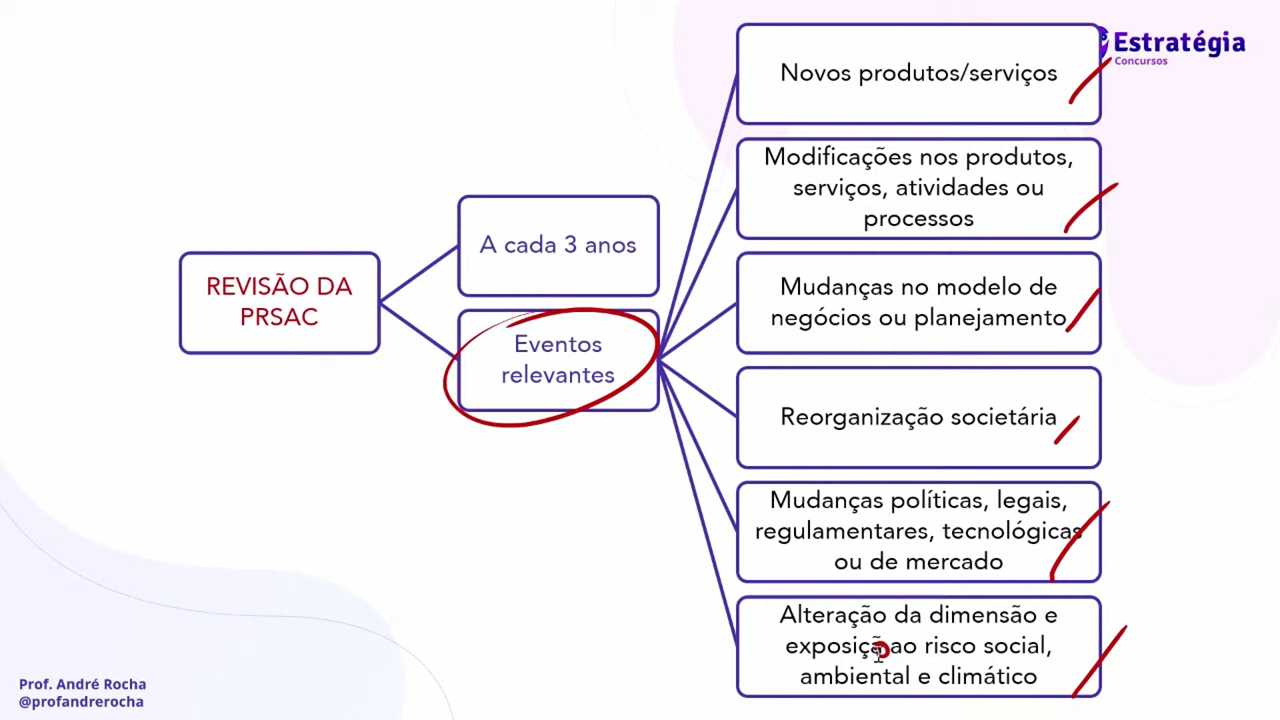 Estratégia
Concursos
REVISÃO DA
PRSAC
A cada 3 anos
Eventos
relevantes
Novos produtos/serviços
Modificações nos produtos,
serviços, atividades ou
processos
Mudanças no modelo de
negócios ou planejamento
Reorganização societária
Mudanças políticas, legais,
regulamentares, tecnológicas
ou de mercado
Alteração da dimensão e
ao risco social,
ambiental e climático
Prof. André Rocha
@profandrerocha